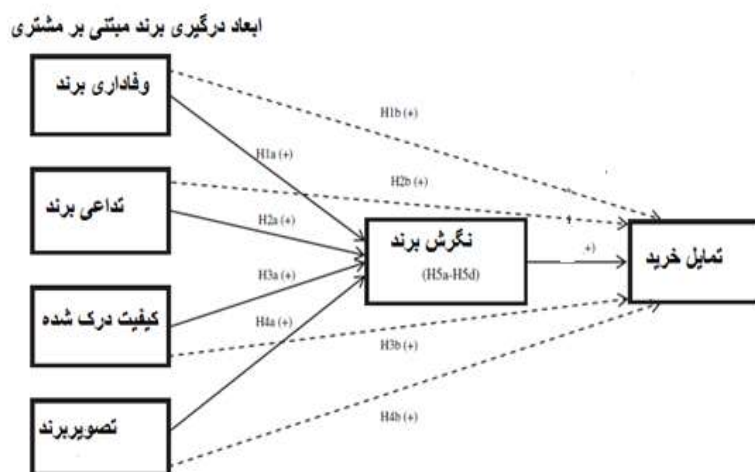 ابعاد درگیری برند مبتنی بر مشتری
وفاداری برند
H1b (+)
H1a (+)
تداعی برند
H2b (+)
H2a (+)
نگرش برند
(H5a-H5d)
+)
تمایل خرید
H3a (+)
کیفیت درک شده
H4a (+)
H3b (+)
تصویربرند
H4b (+)